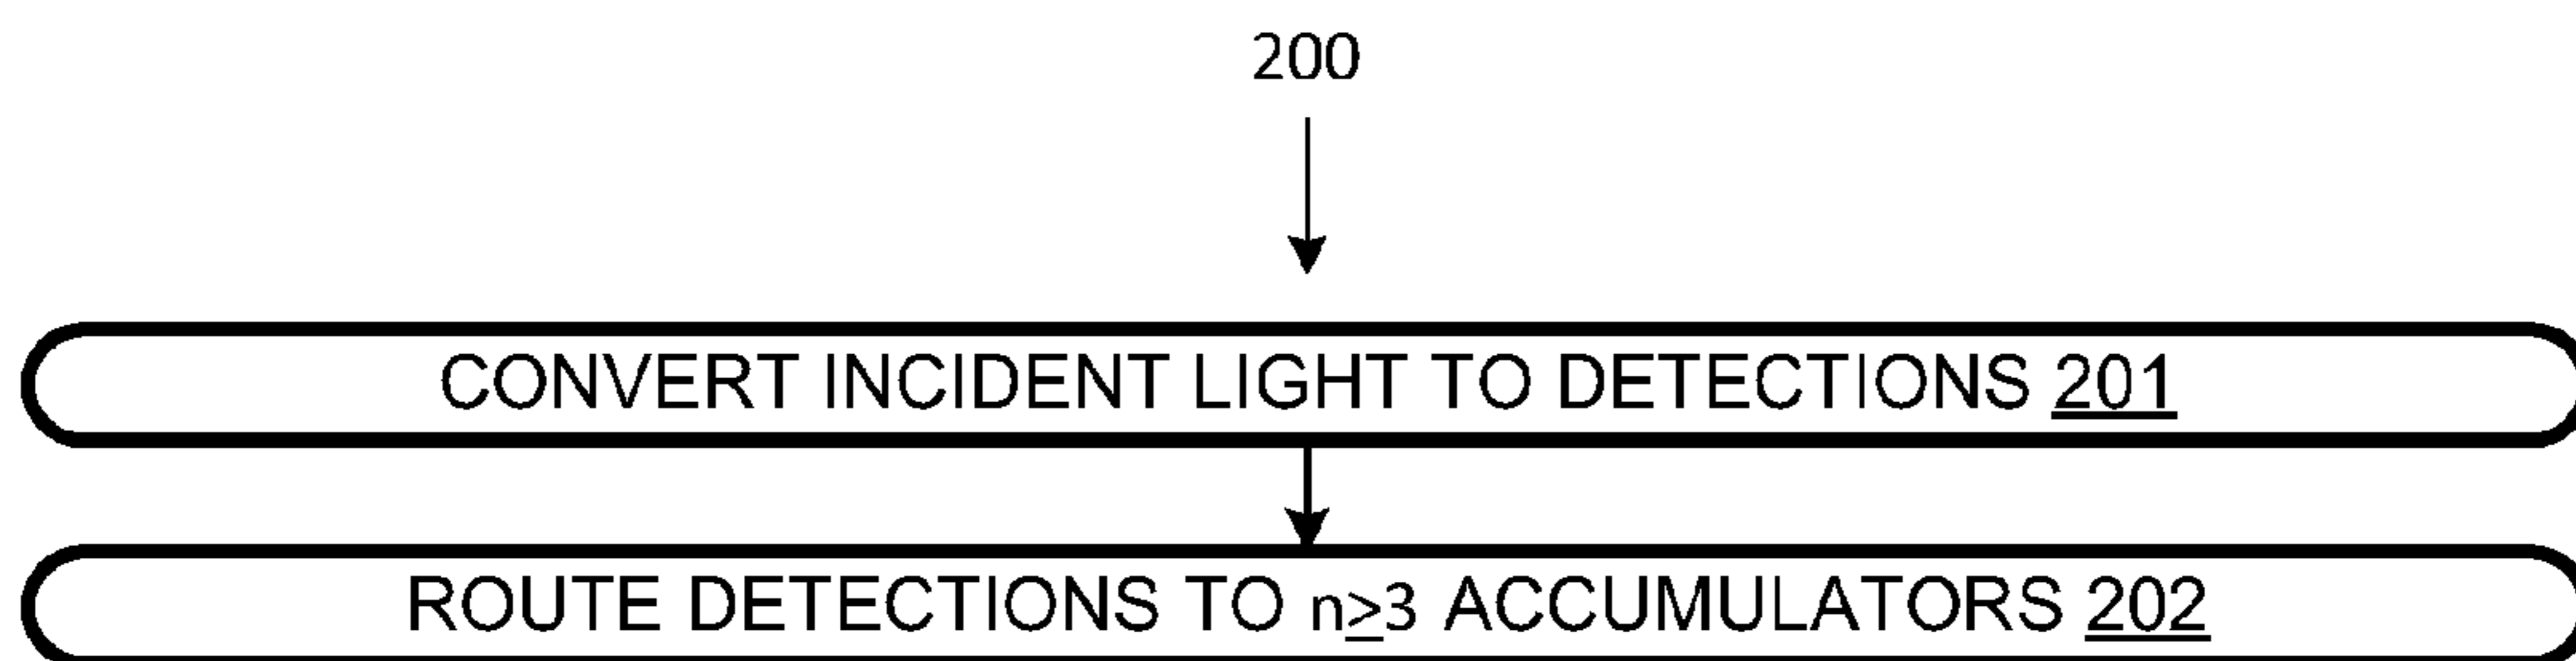 200
CONVERT INCIDENT LIGHT TO DETECTIONS 201
ROUTE DETECTIONS TO n≥3 ACCUMULATORS 202